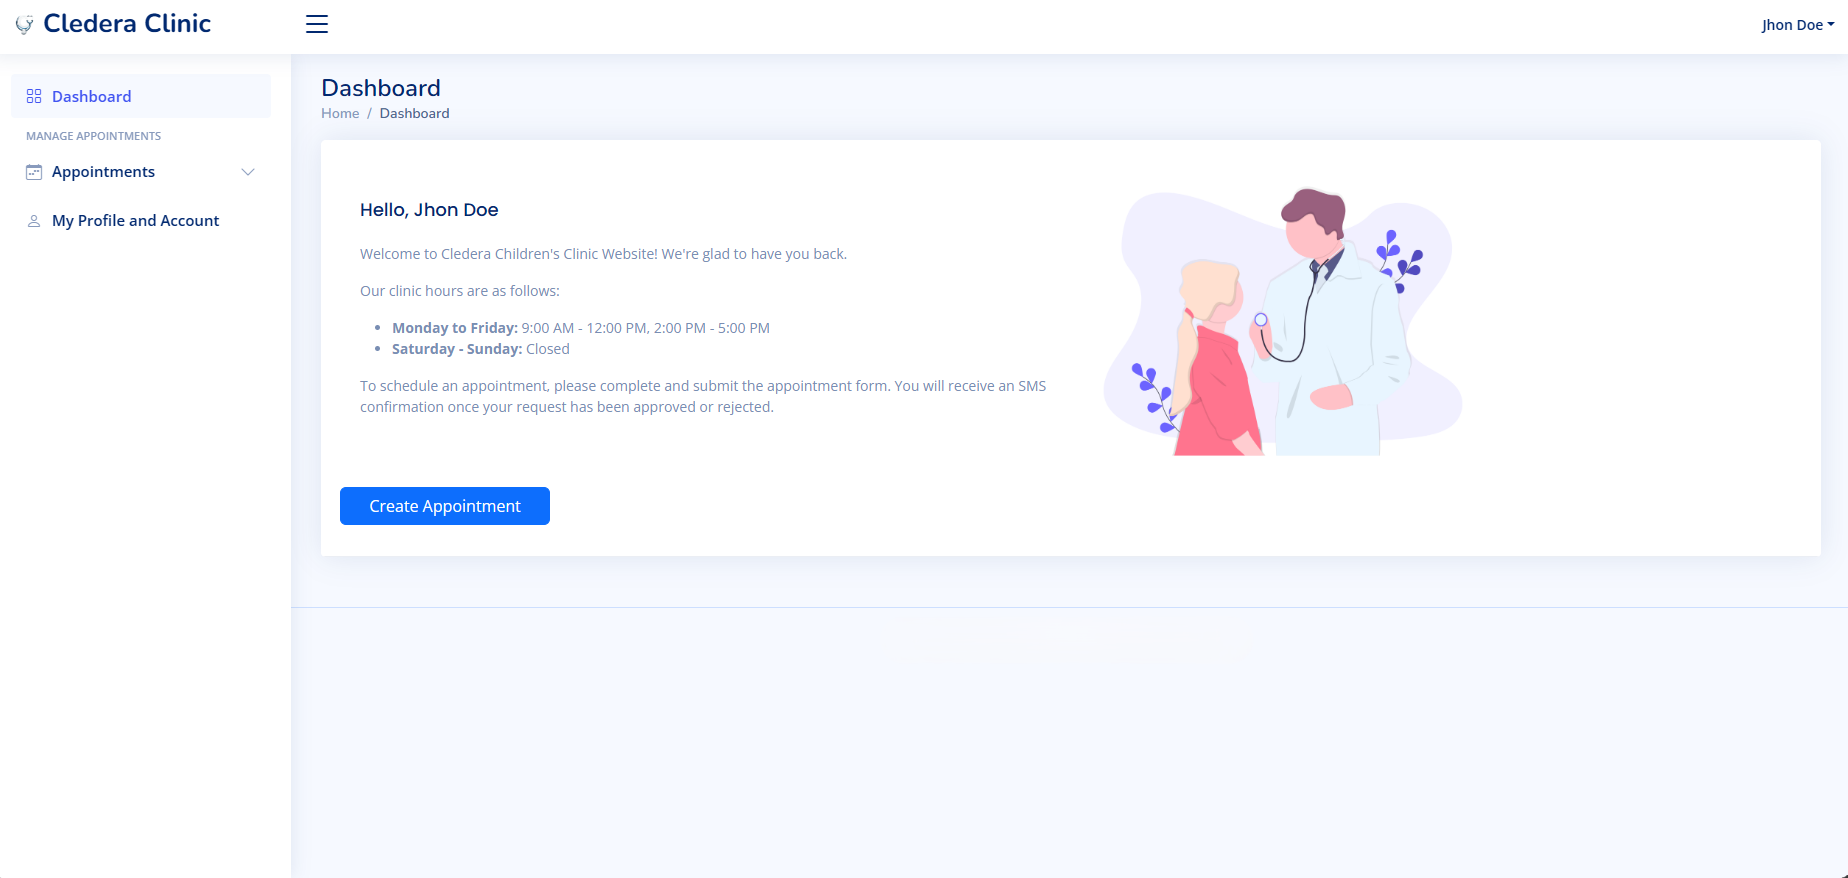 Cledera Clinic
Jhon Doe
Dashboard
MANAGE APPOINTMENTS
Appointments
My Profile and Account
Dashboard
Home / Dashboard
Hello, Jhon Doe
Welcome to Cledera Children's Clinic Website! We're glad to have you back.
Our clinic hours are as follows:
• Monday to Friday: 9:00 AM - 12:00 PM, 2:00 PM - 5:00 PM
• Saturday - Sunday: Closed
To schedule an appointment, please complete and submit the appointment form. You will receive an SMS
confirmation once your request has been approved or rejected.
Create Appointment